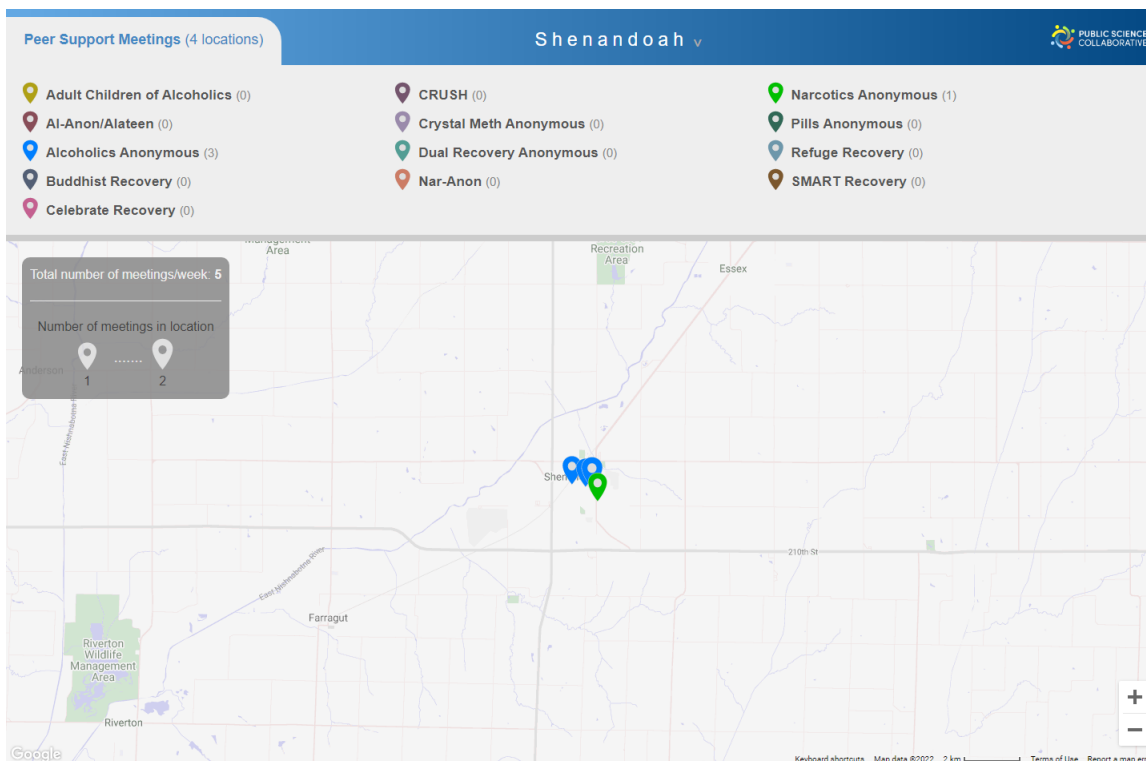 Peer Support Meetings (4 locations)
Shenandoah v
PUBLIC SCIENCE
COLLABORATIVE
Adult Children of Alcoholics (0)
Al-Anon/Alateen (0)
Alcoholics Anonymous (3)
Buddhist Recovery (0)
Celebrate Recovery (0)
CRUSH (0)
Crystal Meth Anonymous (0)
Dual Recovery Anonymous (0)
Nar-Anon (0)
Narcotics Anonymous (1)
Pills Anonymous (0)
Refuge Recovery (0)
SMART Recovery (0)
Management
Area
Recreation
Area
Essex
Total number of meetings/week: 5
Number of meetings in location
.......
1
2
Anderson
East Nishnabotna River
Shen
210th St
East Nishnabotna River
Farragut
Riverton
Wildlife
Management
Area
Riverton
+
−
Google
Keyboard shortcuts
Map data ©2022
2 km
Terms of Use
Report a map er